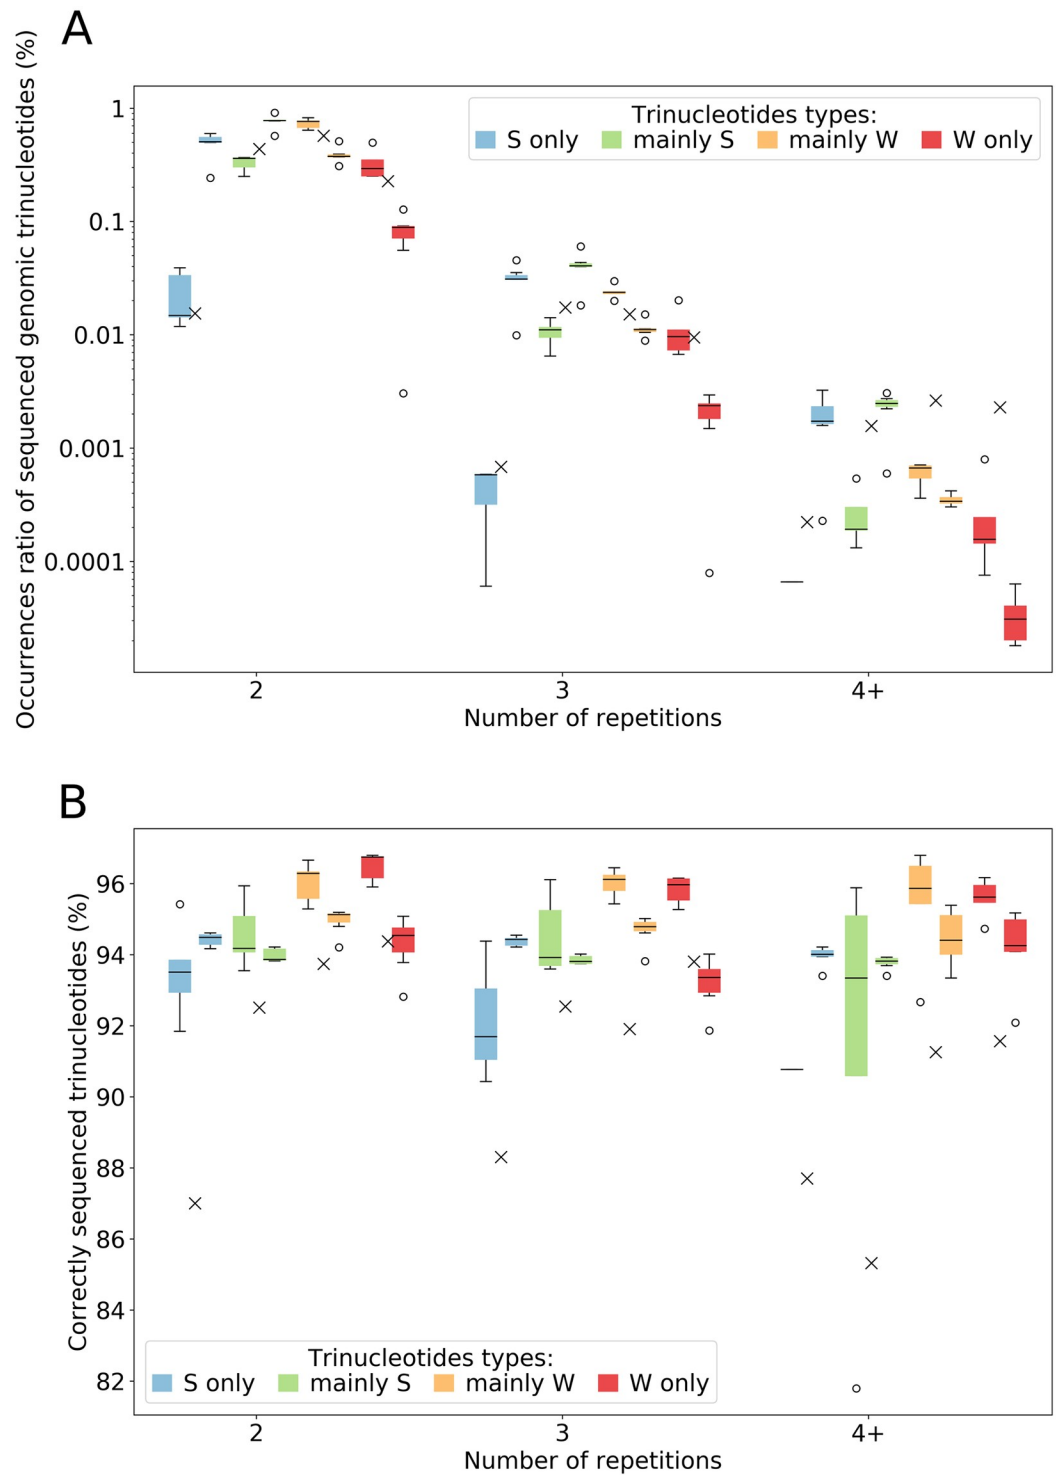 A
Occurrences ratio of sequenced genomic trinucleotides (%)
1
0.1
0.01
0.001
0.0001
Trinucleotides types:
S only mainly S mainly W W only
2 3 4+
Number of repetitions
B
Correctly sequenced trinucleotides (%)
96
94
92
90
88
86
84
82
Trinucleotides types:
S only mainly S mainly W W only
2 3 4+
Number of repetitions